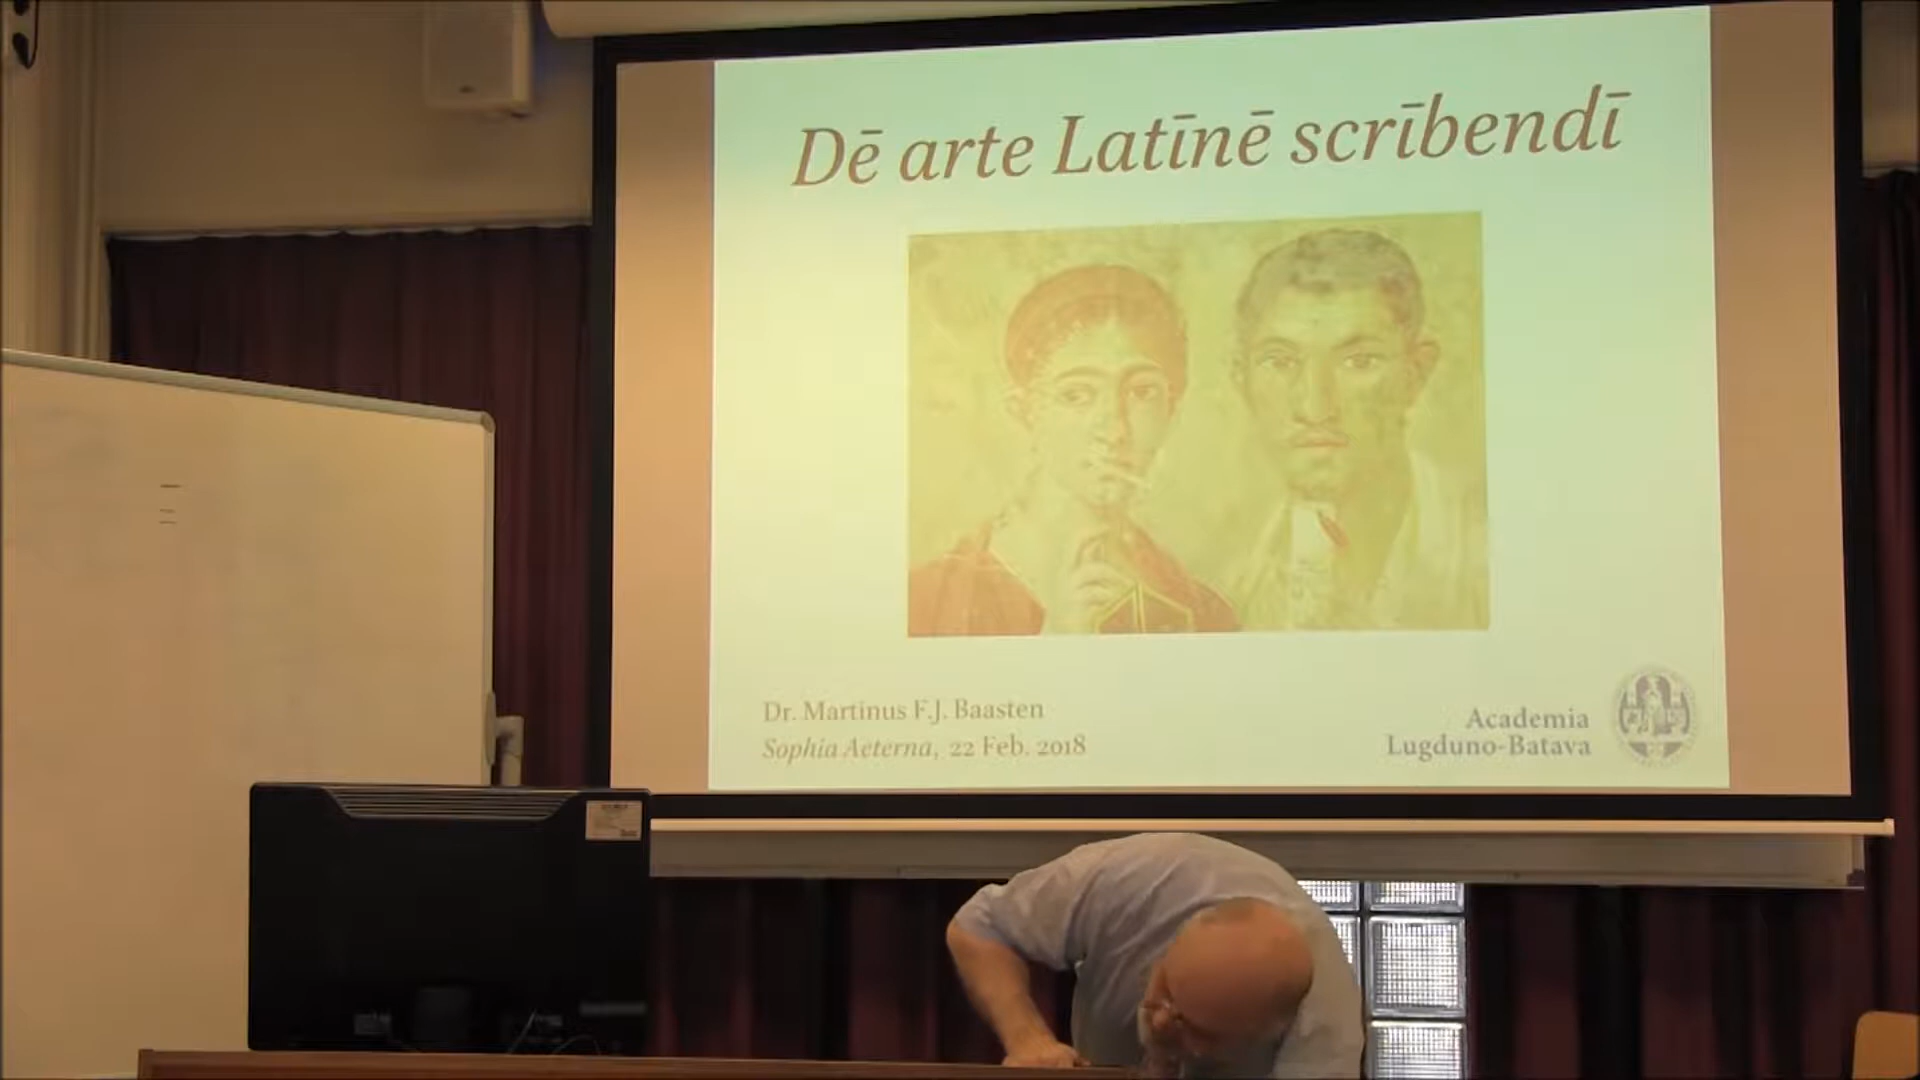 Dē arte Latīnē scrībendī
Dr. Martinus F.J. Baasten
Sophia Aeterna, 22 Feb. 2018
Academia
Lugduno-Batava